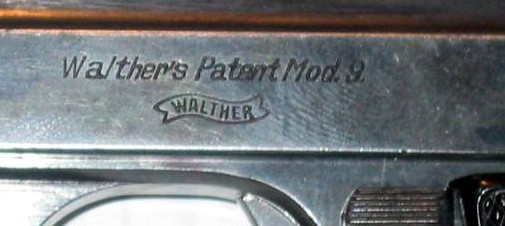 Walther's Patent Mod. 9.
WALTHER